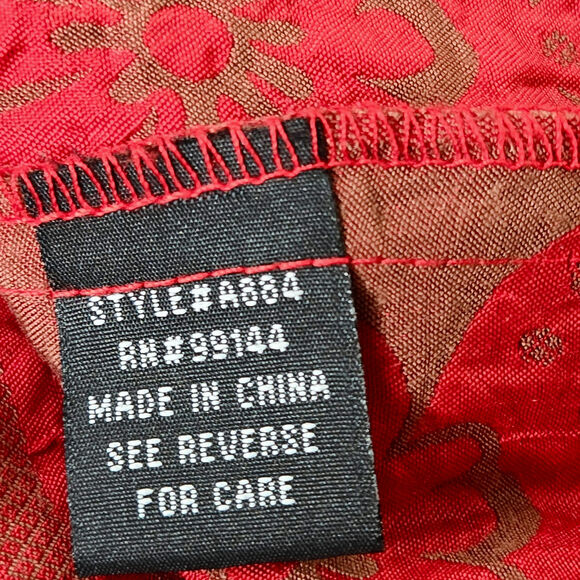 STYLE#A884
RN#99144
MADE IN CHINA
SEE REVERSE
FOR CARE